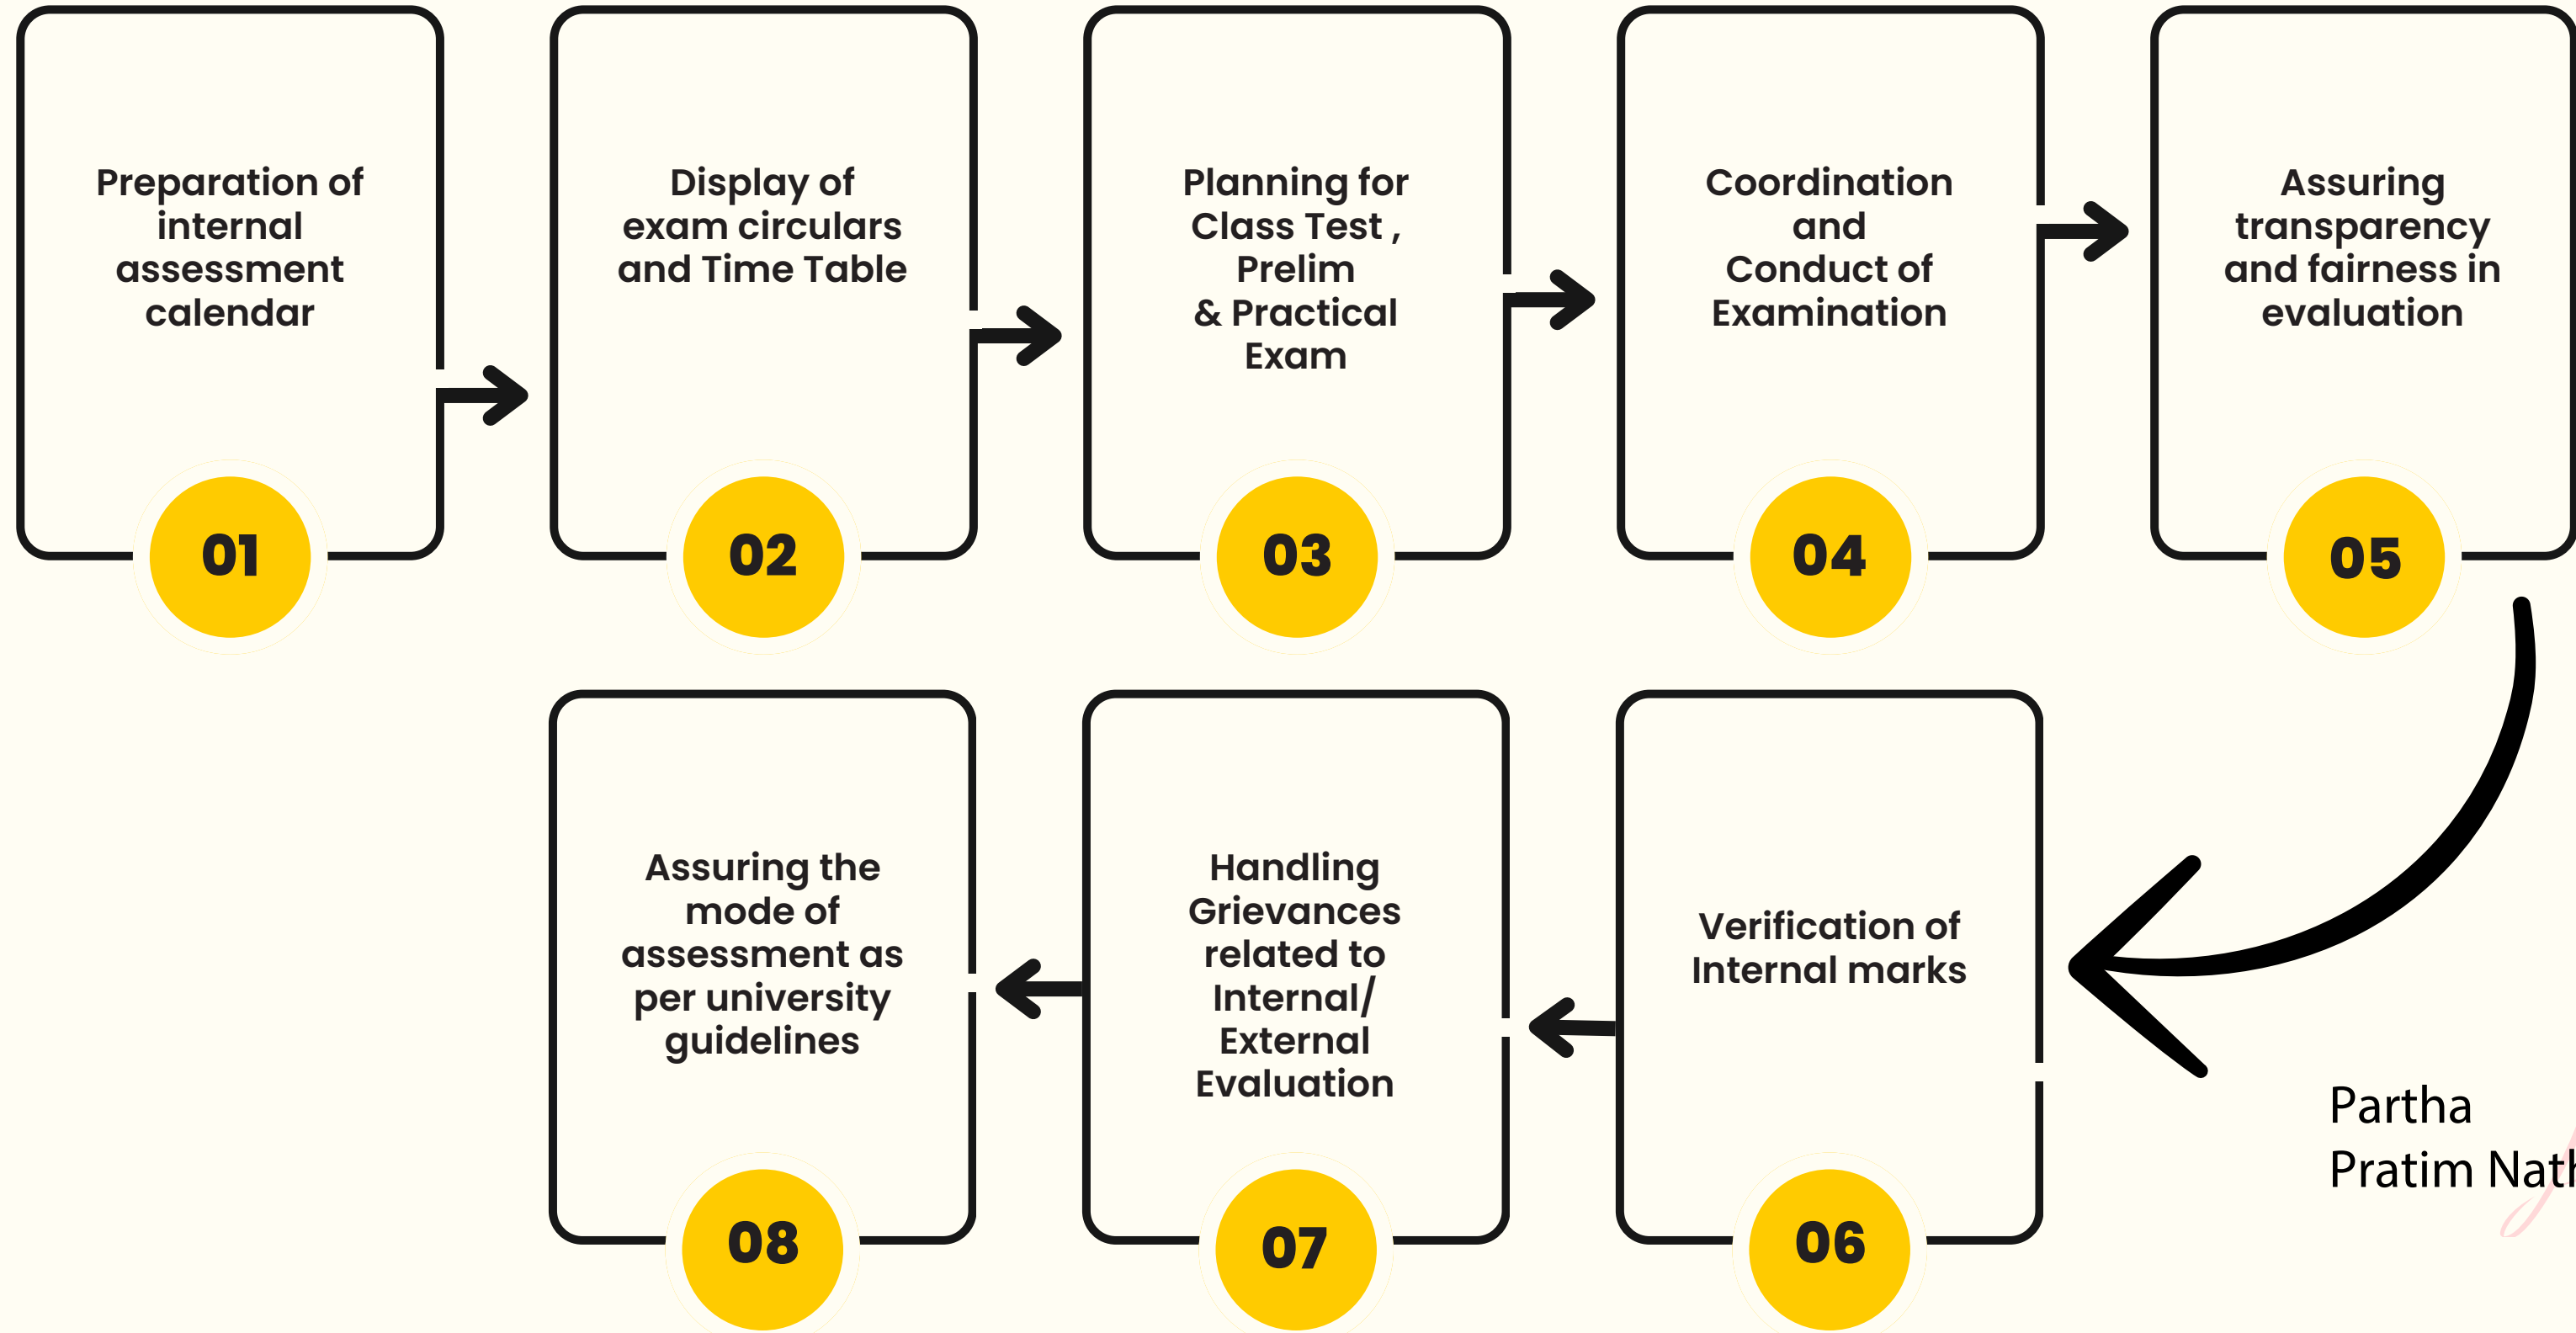 Preparation of
internal
assessment
calendar
01
Display of
exam circulars
and Time Table
02
Planning for
Class Test ,
Prelim
& Practical
Exam
03
Coordination
and
Conduct of
Examination
04
Assuring
transparency
and fairness in
evaluation
05
Verification of
Internal marks
06
Handling
Grievances
related to
Internal/
External
Evaluation
07
Assuring the
mode of
assessment as
per university
guidelines
08
Partha
Pratim Nath